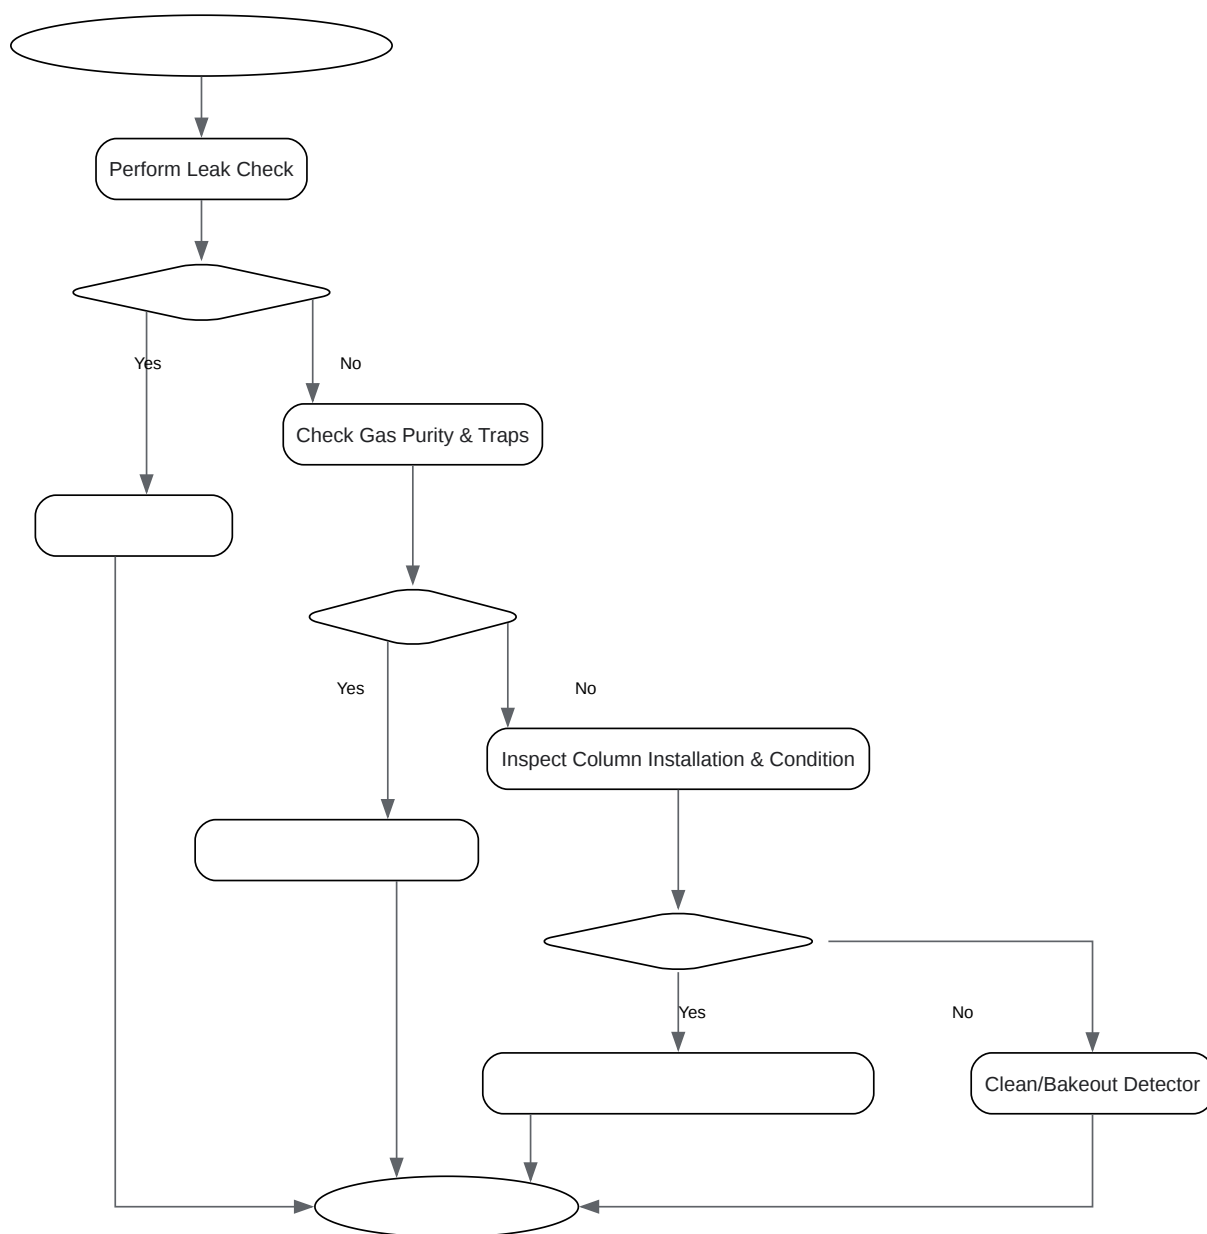 Perform Leak Check
Yes
No
Check Gas Purity & Traps
Yes
No
Inspect Column Installation & Condition
Yes
No
Clean/Bakeout Detector